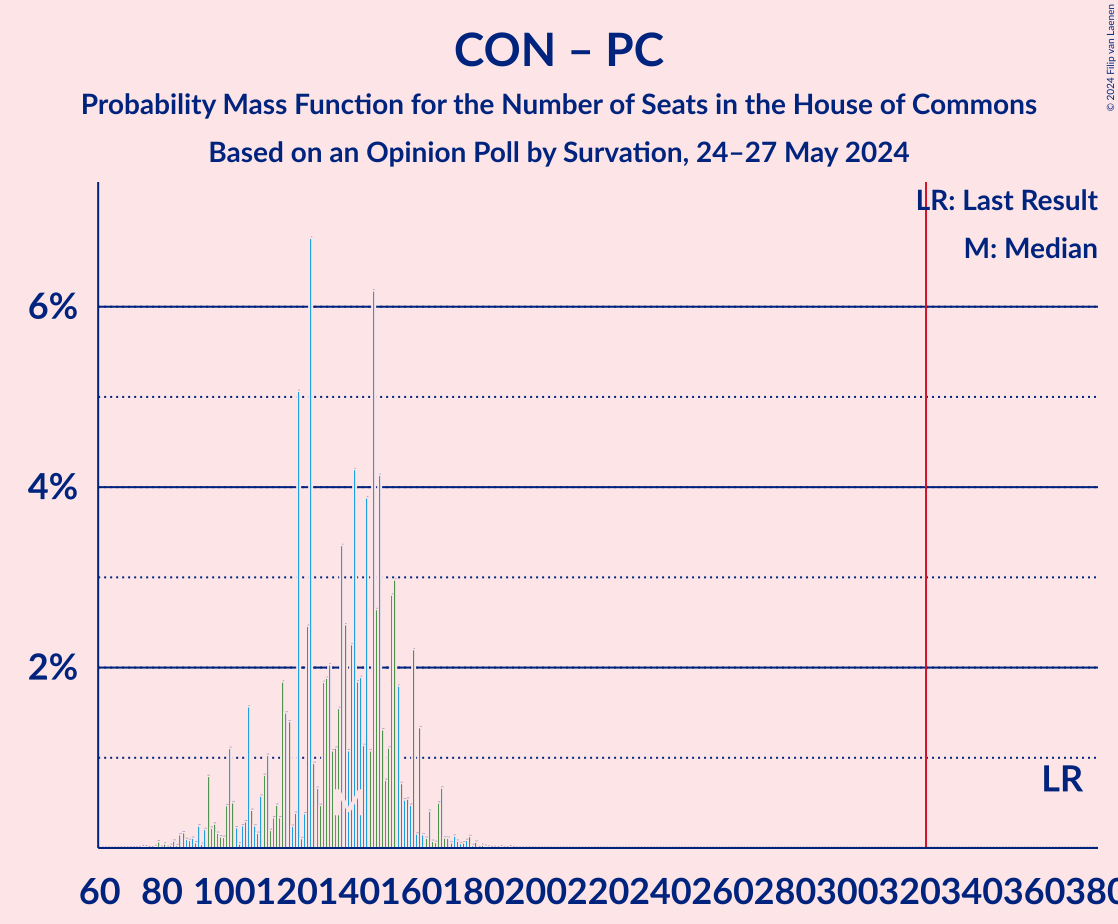 CON – PC
Probability Mass Function for the Number of Seats in the House of Commons
Based on an Opinion Poll by Survation, 24–27 May 2024
© 2024 Filip van Laenen
LR: Last Result
M: Median
6%
4%
2%
M
LR
60 80 100 120 140 160 180 200 220 240 260 280 300 320 340 360 380